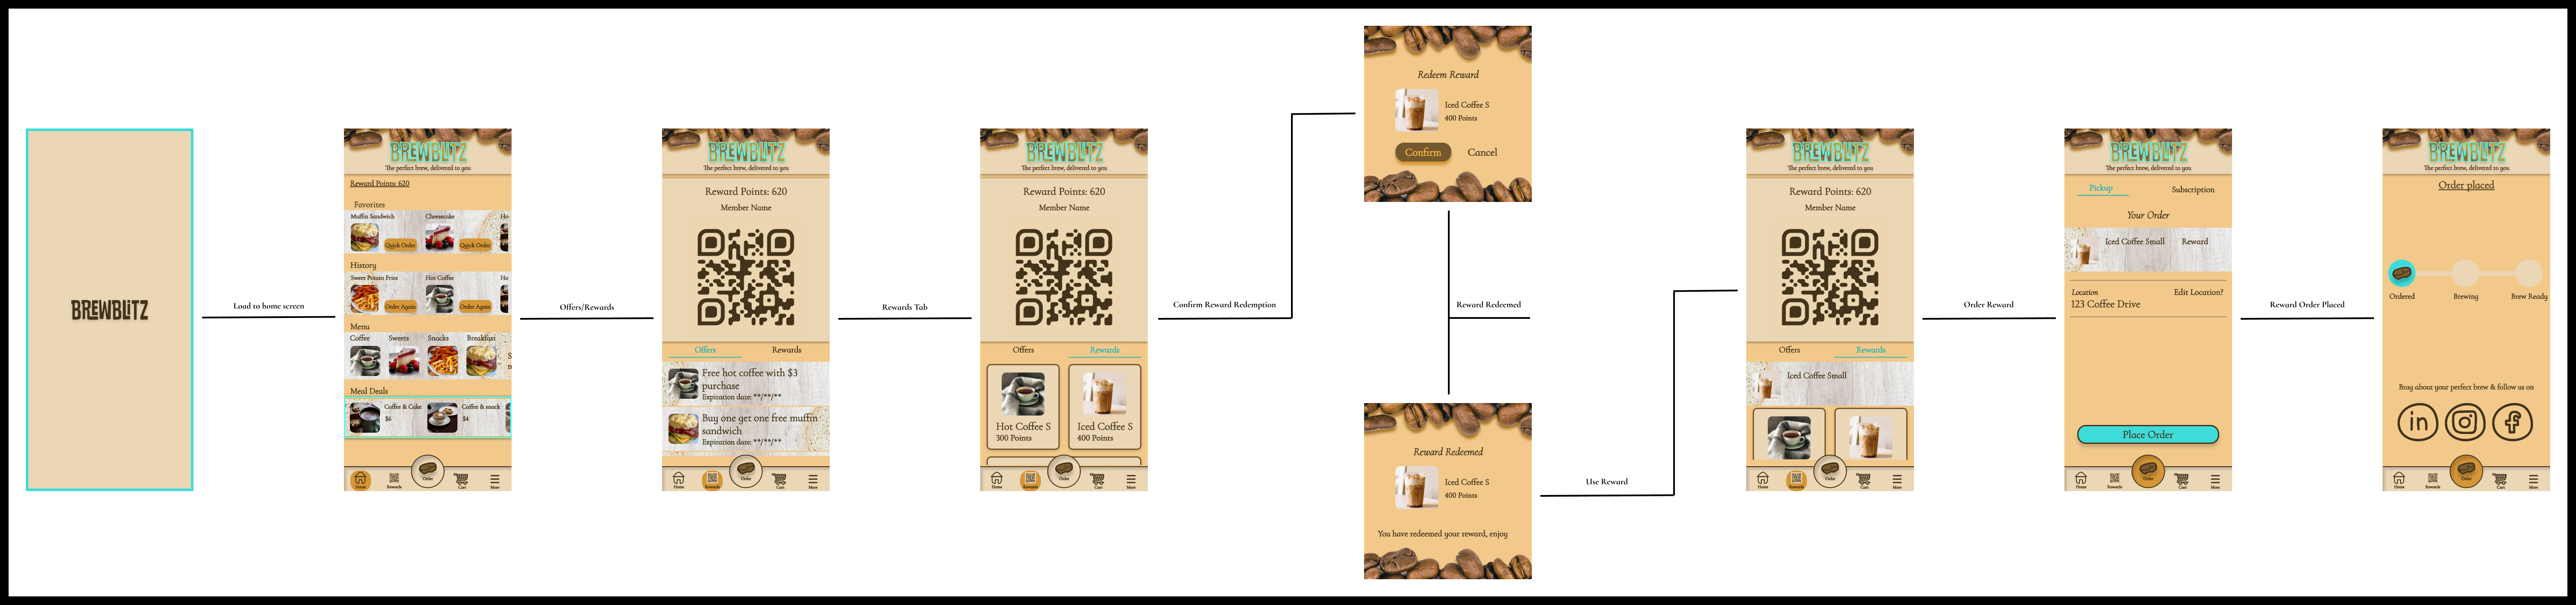 BREWBLITZ
Load to home screen
BREWBLITZ
The perfect brew, delivered to you
Reward Points: 620
Favorites
Muffin Sandwich Cheesecake Ho
Quick Order Quick Order
History
Sweet Potato Fries Hot Coffee Ho
Order Again Order Again
Menu
Coffee Sweets Snacks Breakfast S
Meal Deals
Coffee & Cake Coffee & snack
$6 $4
Home Rewards Order Cart More
Offers/Rewards
BREWBLITZ
The perfect brew, delivered to you
Reward Points: 620
Member Name
Offers Rewards
Free hot coffee with $3
purchase
Expiration date: **/**/**
Buy one get one free muffin
sandwich
Expiration date: **/**/**
Home Rewards Order Cart More
Rewards Tab
BREWBLITZ
The perfect brew, delivered to you
Reward Points: 620
Member Name
Offers Rewards
Hot Coffee S Iced Coffee S
300 Points 400 Points
Home Rewards Order Cart More
Confirm Reward Redemption
Redeem Reward
Iced Coffee S
400 Points
Confirm Cancel
Reward Redeemed
Reward Redeemed
Iced Coffee S
400 Points
You have redeemed your reward, enjoy
Use Reward
BREWBLITZ
The perfect brew, delivered to you
Reward Points: 620
Member Name
Offers Rewards
Iced Coffee Small
Home Rewards Order Cart More
Order Reward
BREWBLITZ
The perfect brew, delivered to you
Pickup Subscription
Your Order
Iced Coffee Small Reward
Location Edit Location?
123 Coffee Drive
Place Order
Home Rewards Order Cart More
Reward Order Placed
BREWBLITZ
The perfect brew, delivered to you
Order placed
Ordered Brewing Brew Ready
Brag about your perfect brew & follow us on
in f
Home Rewards Order Cart More